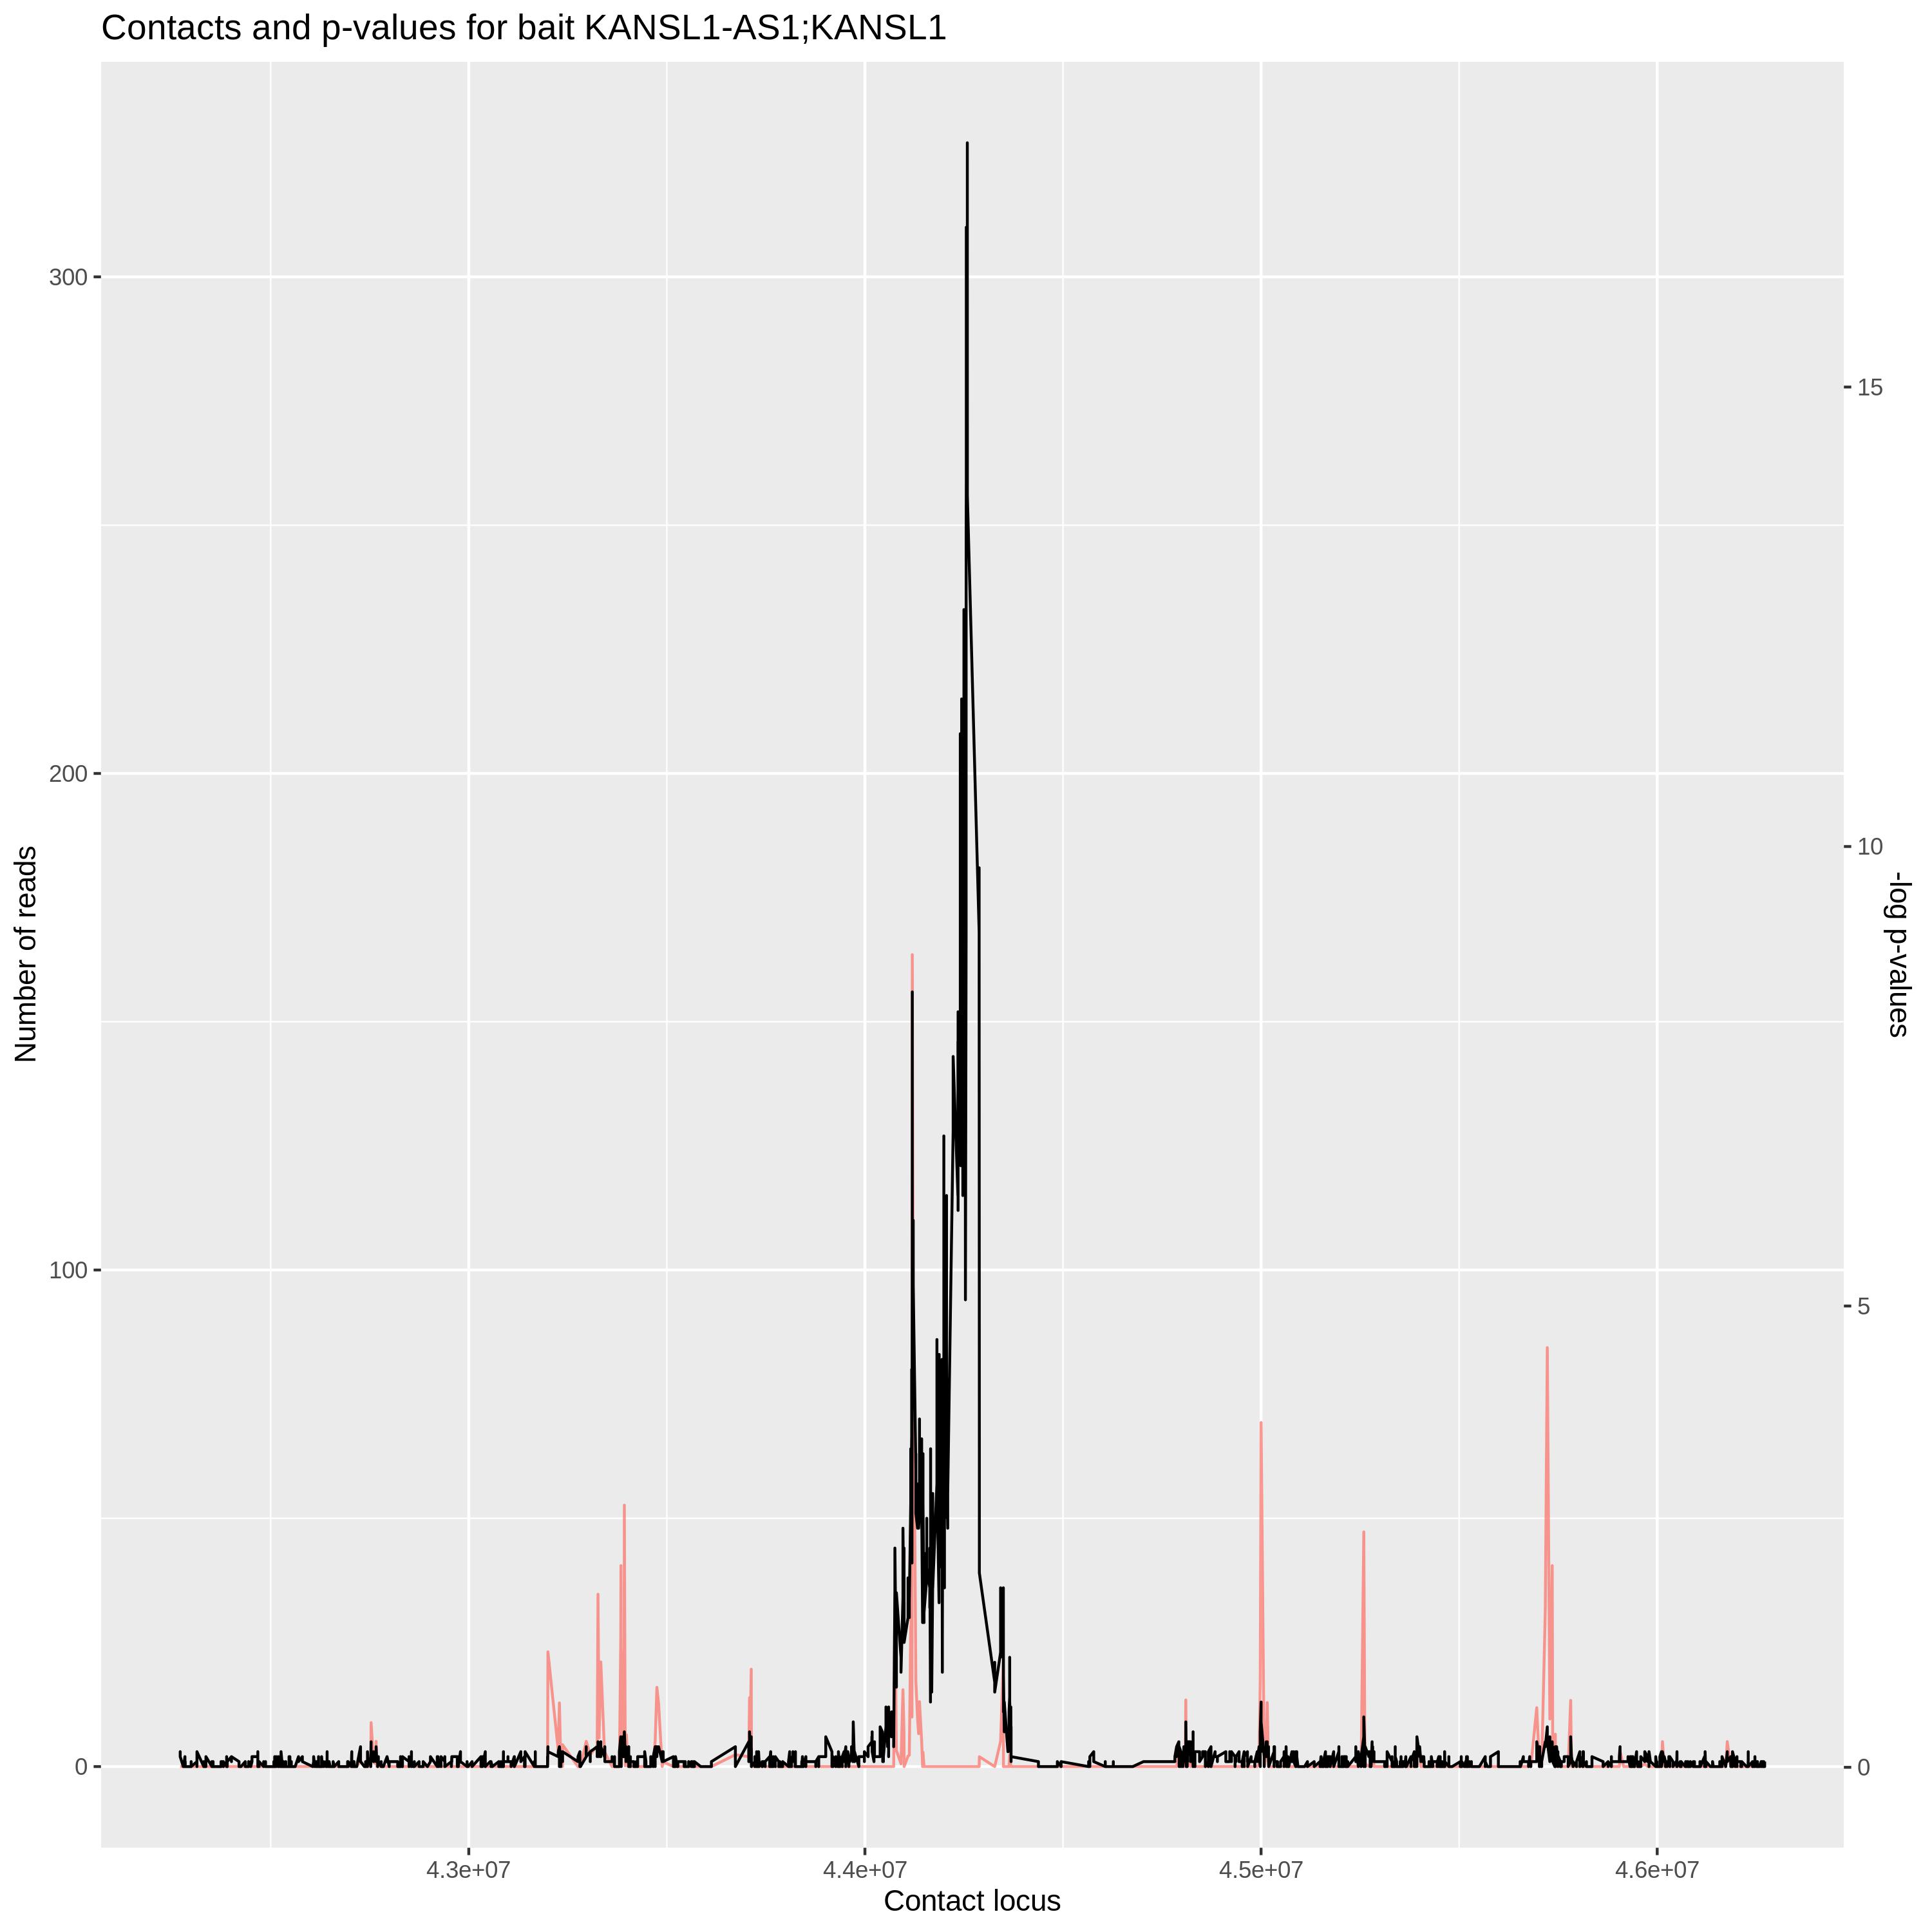 Contacts and p-values for bait KANSL1-AS1;KANSL1
300
200
100
0
Number of reads
15
10
5
0
-log p-values
4.3e+07
4.4e+07
4.5e+07
4.6e+07
Contact locus